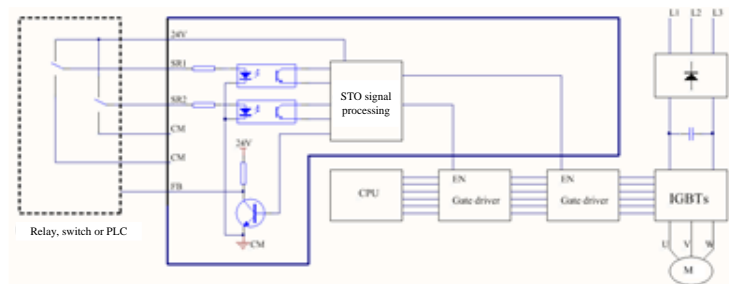 L1 L2 L3
24V
SR1
SR2
CM
CM
FB
24V
CM
STO signal
processing
CPU
EN
Gate driver
EN
Gate driver
IGBTs
U V W
M
Relay, switch or PLC